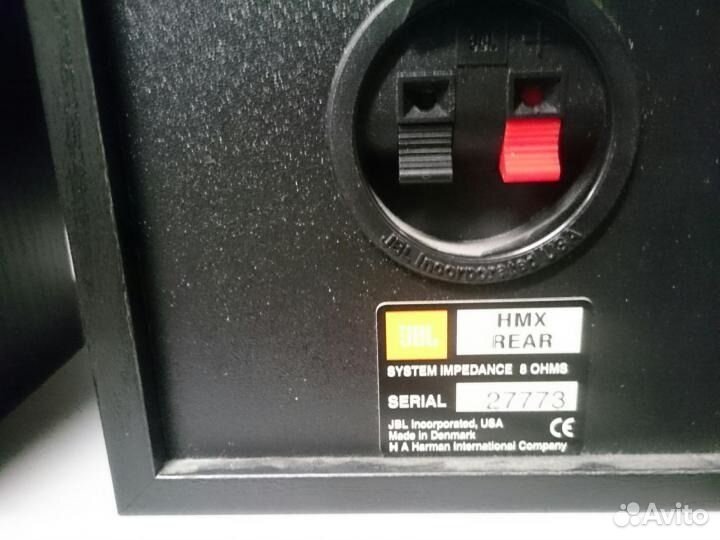 JBL
+
JBL Incorporated USA
JBL
HMX
REAR
SYSTEM IMPEDANCE 8 OHMS
SERIAL 27773
JBL Incorporated, USA
Made in Denmark
H A Harman International Company
CE
Avito